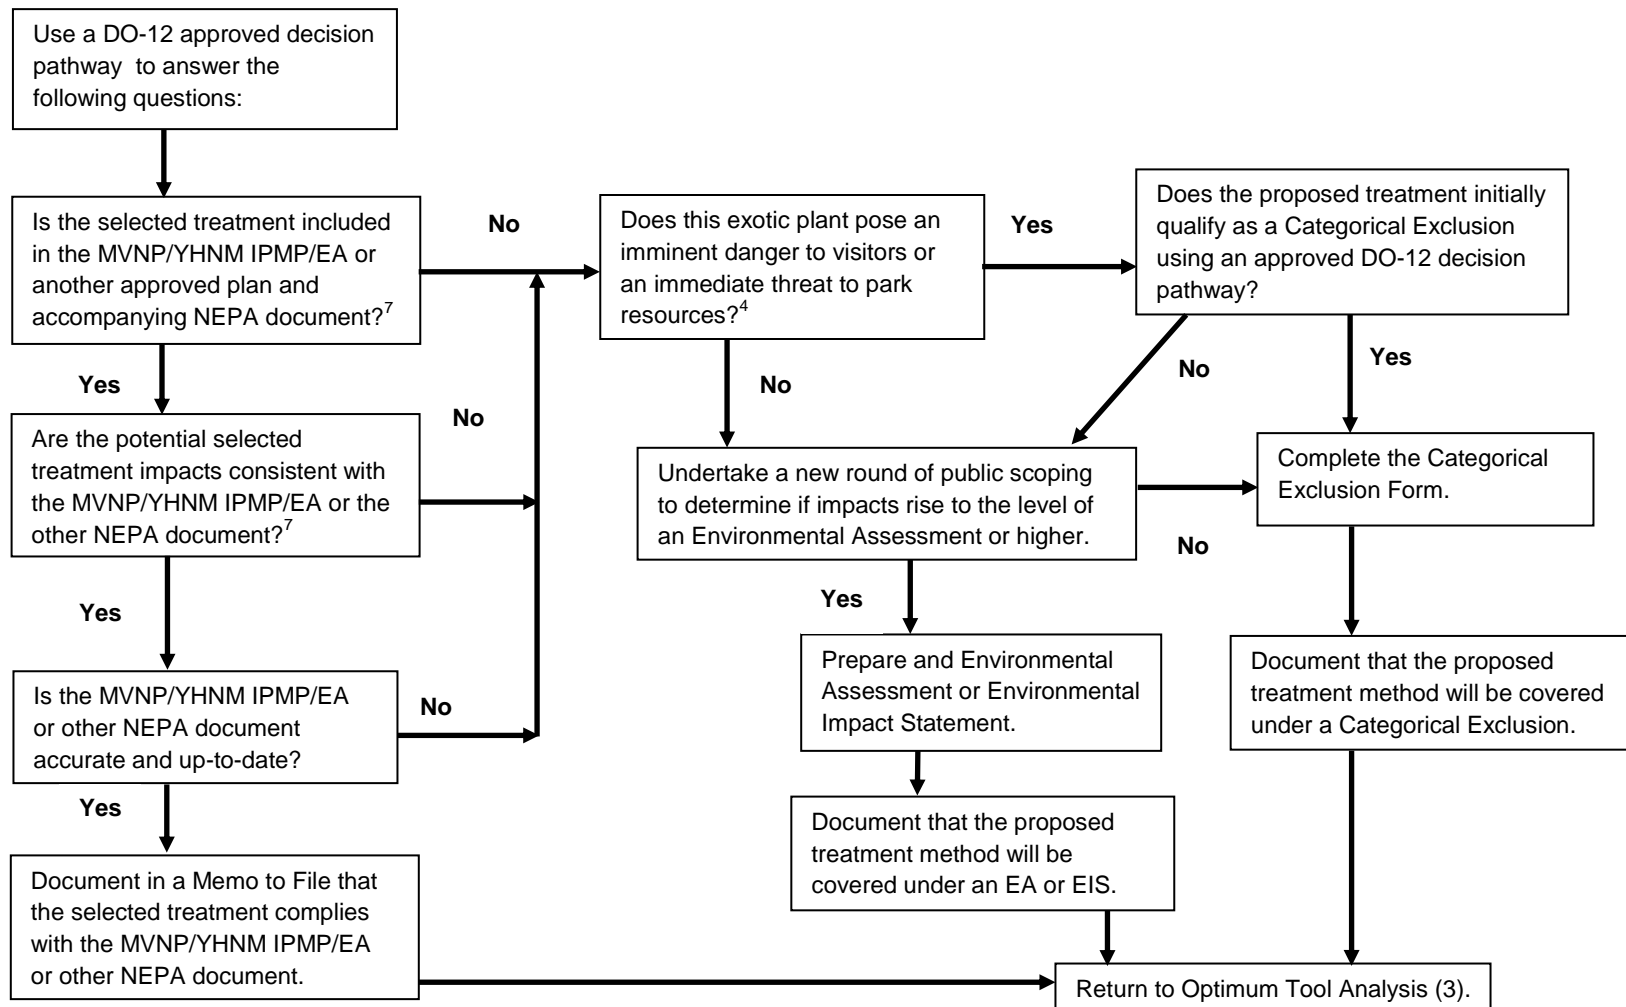 Use a DO-12 approved decision
pathway  to answer the
following questions:
Is the selected treatment included
in the MVNP/YHNM IPMP/EA or
another approved plan and
accompanying NEPA document?⁷
No
Does this exotic plant pose an
imminent danger to visitors or
an immediate threat to park
resources?⁴
Yes
Does the proposed treatment initially
qualify as a Categorical Exclusion
using an approved DO-12 decision
pathway?
Yes
No
No
Yes
Are the potential selected
treatment impacts consistent with
the MVNP/YHNM IPMP/EA or the
other NEPA document?⁷
No
Undertake a new round of public scoping
to determine if impacts rise to the level of
an Environmental Assessment or higher.
No
Complete the Categorical
Exclusion Form.
Yes
Yes
Is the MVNP/YHNM IPMP/EA
or other NEPA document
accurate and up-to-date?
No
Prepare and Environmental
Assessment or Environmental
Impact Statement.
Document that the proposed
treatment method will be covered
under a Categorical Exclusion.
Yes
Document in a Memo to File that
the selected treatment complies
with the MVNP/YHNM IPMP/EA
or other NEPA document.
Document that the proposed
treatment method will be
covered under an EA or EIS.
Return to Optimum Tool Analysis (3).